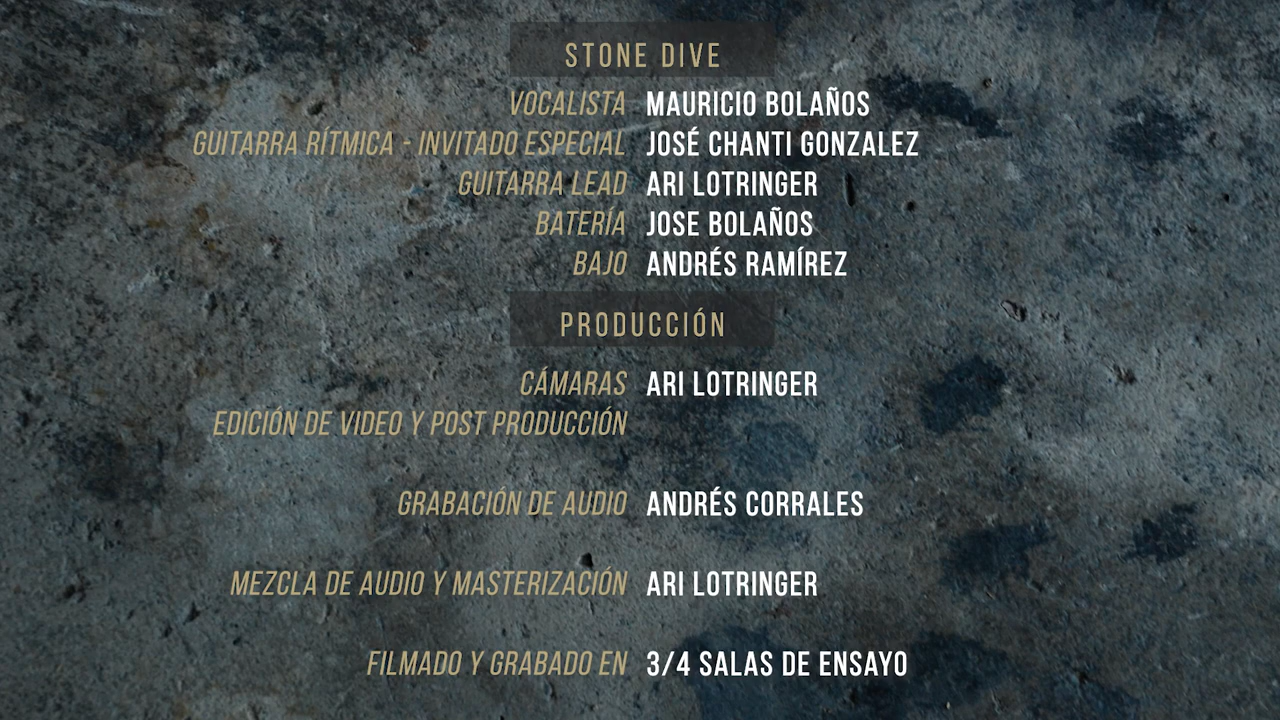 STONE DIVE
VOCALISTA MAURICIO BOLAÑOS
GUITARRA RÍTMICA - INVITADO ESPECIAL JOSÉ CHANTI GONZALEZ
GUITARRA LEAD ARI LOTRINGER
BATERÍA JOSE BOLAÑOS
BAJO ANDRÉS RAMÍREZ
PRODUCCIÓN
CÁMARAS ARI LOTRINGER
EDICIÓN DE VIDEO Y POST PRODUCCIÓN
GRABACIÓN DE AUDIO ANDRÉS CORRALES
MEZCLA DE AUDIO Y MASTERIZACIÓN ARI LOTRINGER
FILMADO Y GRABADO EN 3/4 SALAS DE ENSAYO